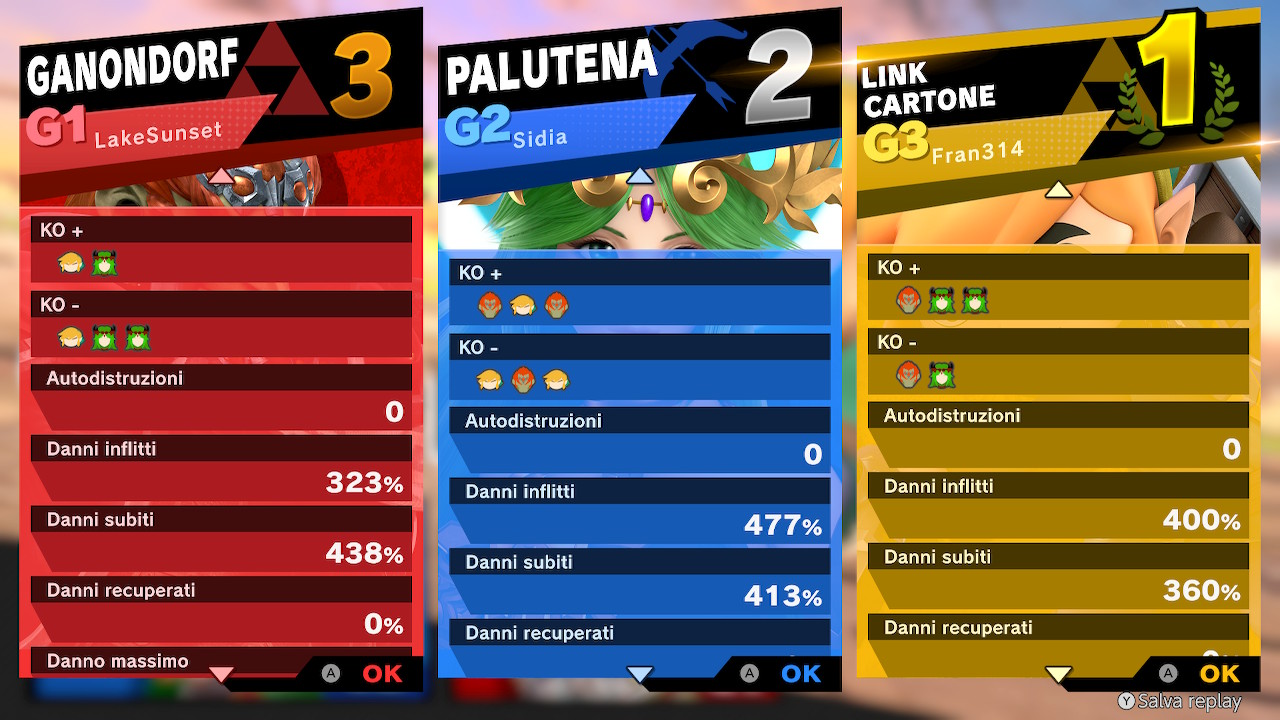 GANONDORF
3
G1 LakeSunset
KO +
KO -
Autodistruzioni
0
Danni inflitti
323%
Danni subiti
438%
Danni recuperati
0%
Danno massimo
A OK
PALUTENA
2
G2 Sidia
KO +
KO -
Autodistruzioni
0
Danni inflitti
477%
Danni subiti
413%
Danni recuperati
A OK
LINK
CARTONE
1
G3 Fran314
KO +
KO -
Autodistruzioni
0
Danni inflitti
400%
Danni subiti
360%
Danni recuperati
A OK
Y Salva replay